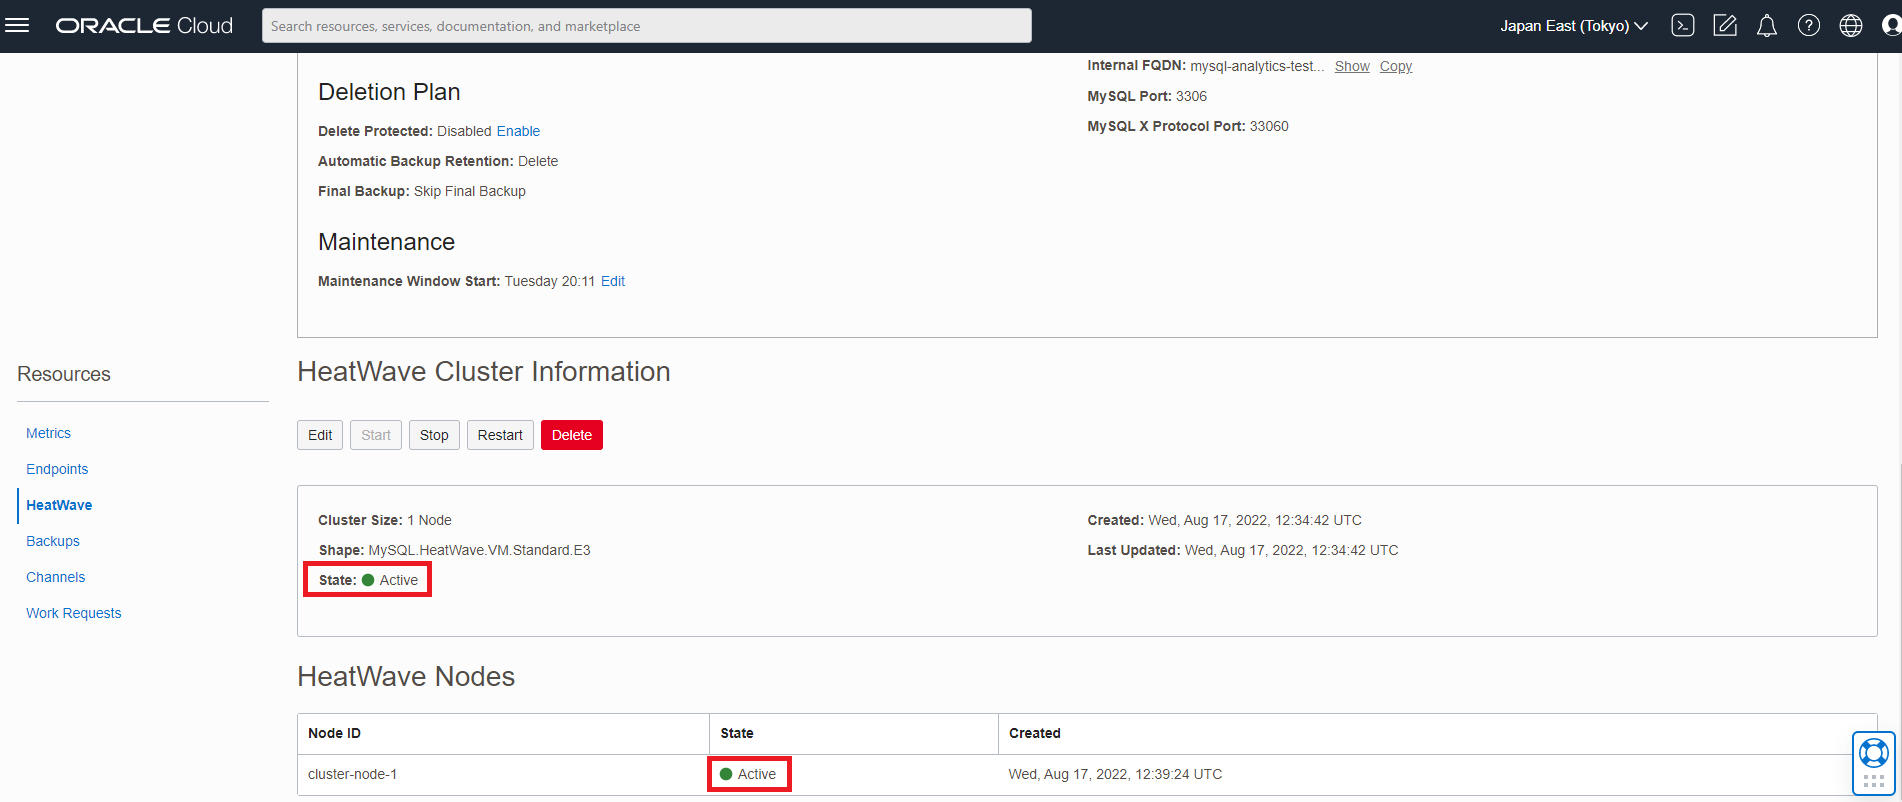 ORACLE Cloud
Search resources, services, documentation, and marketplace
Japan East (Tokyo)
Deletion Plan
Delete Protected: Disabled Enable
Automatic Backup Retention: Delete
Final Backup: Skip Final Backup
Maintenance
Maintenance Window Start: Tuesday 20:11 Edit
Internal FQDN: mysql-analytics-test... Show Copy
MySQL Port: 3306
MySQL X Protocol Port: 33060
Resources
Metrics
Endpoints
HeatWave
Backups
Channels
Work Requests
HeatWave Cluster Information
Edit Start Stop Restart Delete
Cluster Size: 1 Node
Shape: MySQL.HeatWave.VM.Standard.E3
State: Active
Created: Wed, Aug 17, 2022, 12:34:42 UTC
Last Updated: Wed, Aug 17, 2022, 12:34:42 UTC
HeatWave Nodes
Node ID State Created
cluster-node-1 Active Wed, Aug 17, 2022, 12:39:24 UTC